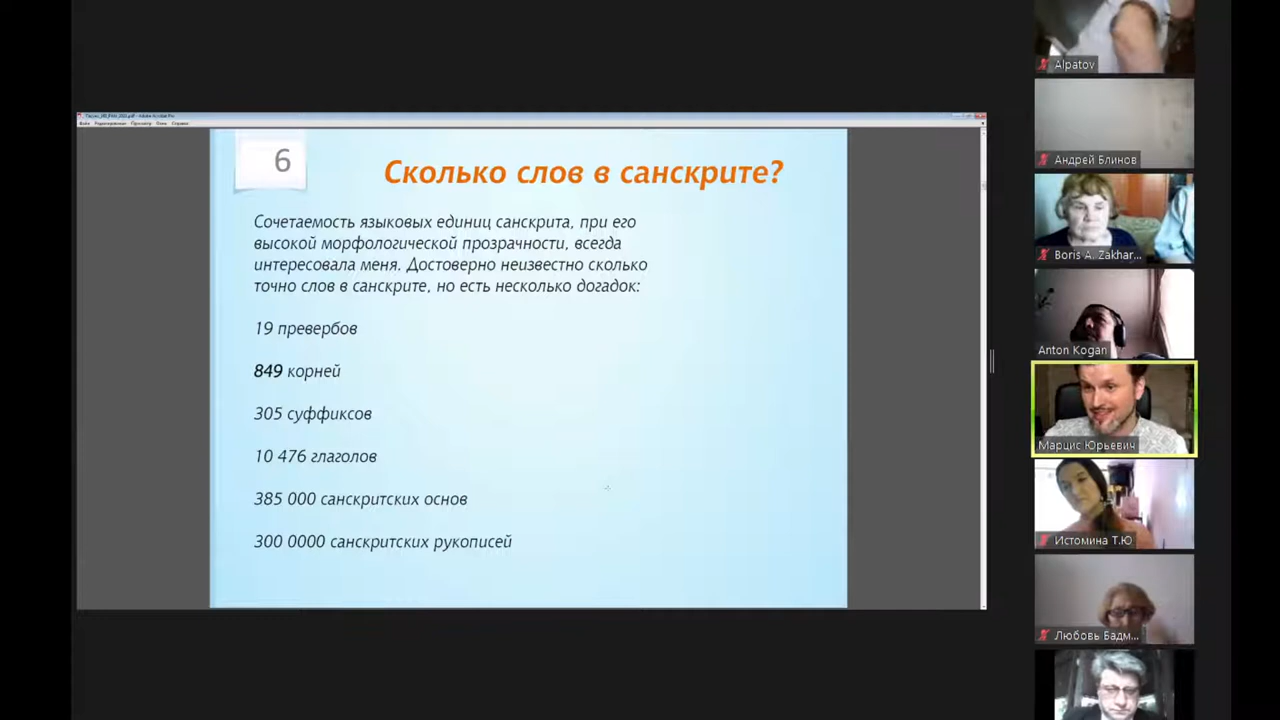 6
Сколько слов в санскрите?
Сочетаемость языковых единиц санскрита, при его
высокой морфологической прозрачности, всегда
интересовала меня. Достоверно неизвестно сколько
точно слов в санскрите, но есть несколько догадок:
19 превербов
849 корней
305 суффиксов
10 476 глаголов
385 000 санскритских основ
300 0000 санскритских рукописей
Alpatov
Андрей Блинов
Boris A. Zakhar...
Anton Kogan
Марцис Юрьевич
Истомина Т.Ю
Любовь Бадм...